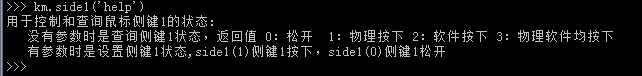 >>> km.side1('help')
用于控制和查询鼠标侧键1的状态:
没有参数时是查询侧键1状态, 返回值 0: 松开 1: 物理按下 2: 软件按下 3: 物理软件均按下
有参数时是设置侧键1状态,side1(1)侧键1按下, side1(0)侧键1松开
>>>